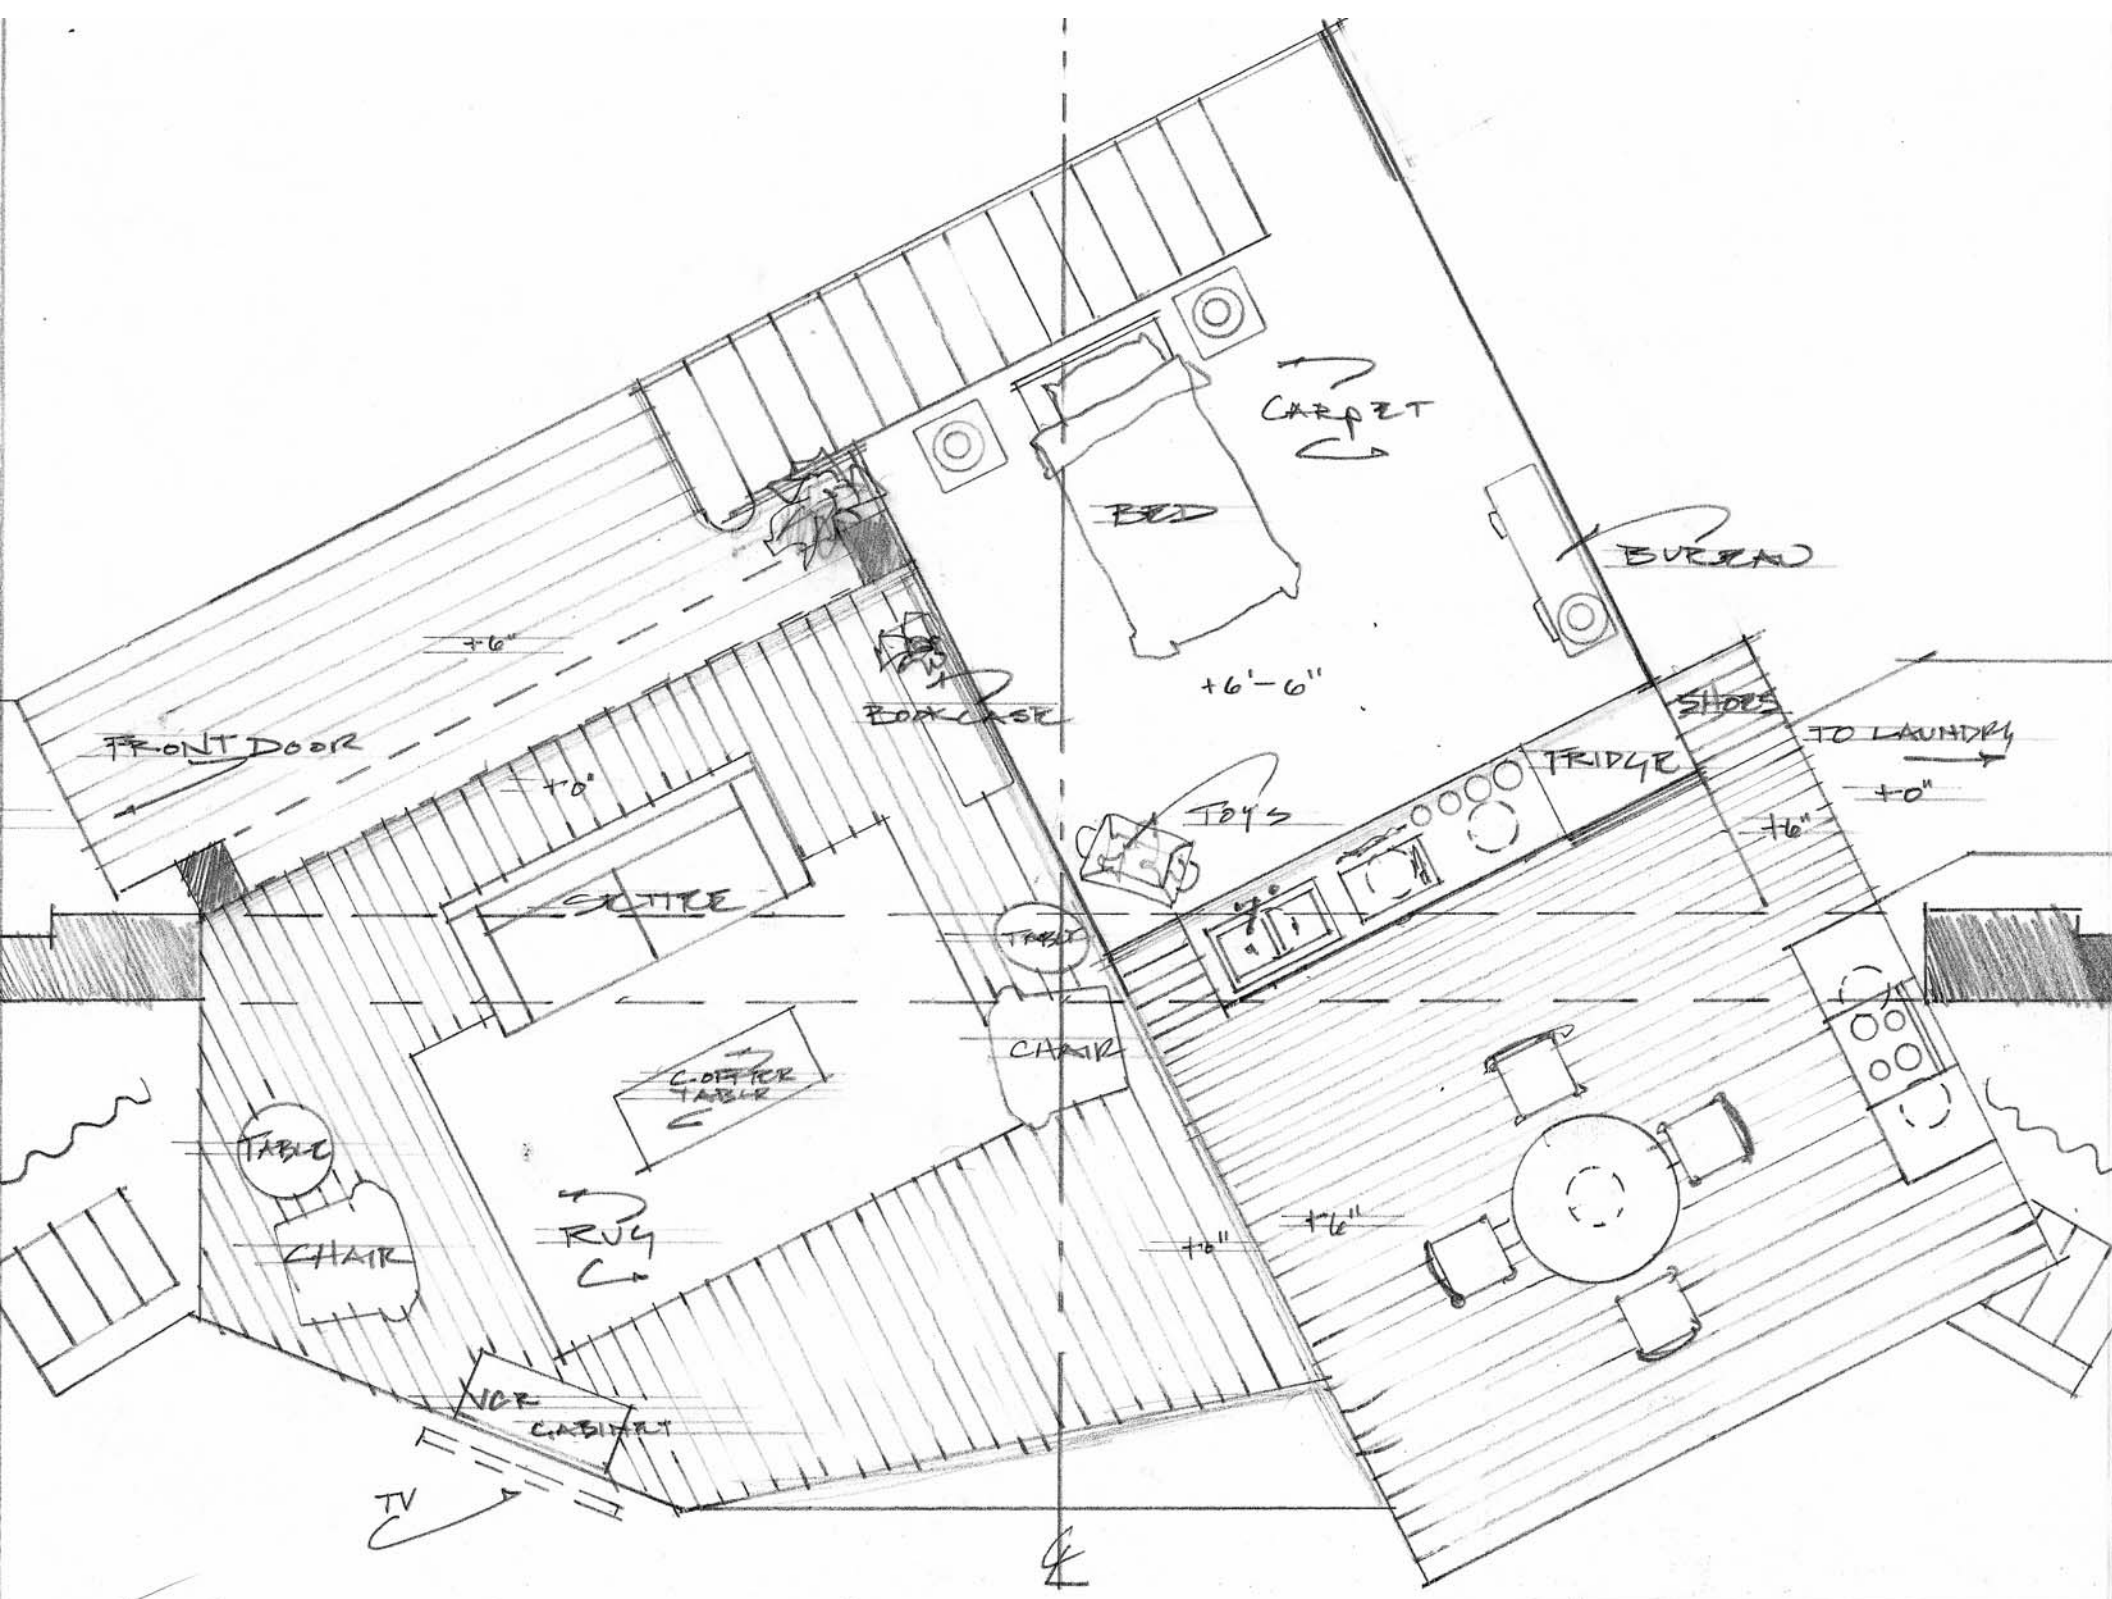 CARPET
BED
BUREAU
+6"
+6'-6"
BOOKCASE
SHOES
FRONT DOOR
TO LAUNDRY
FRIDGE
+0"
+0"
TOYS
+6"
SETTEE
TABLE
CHAIR
COFFEE
TABLE
TABLE
RUG
CHAIR
+0"
+6"
VCR
CABINET
TV
℄